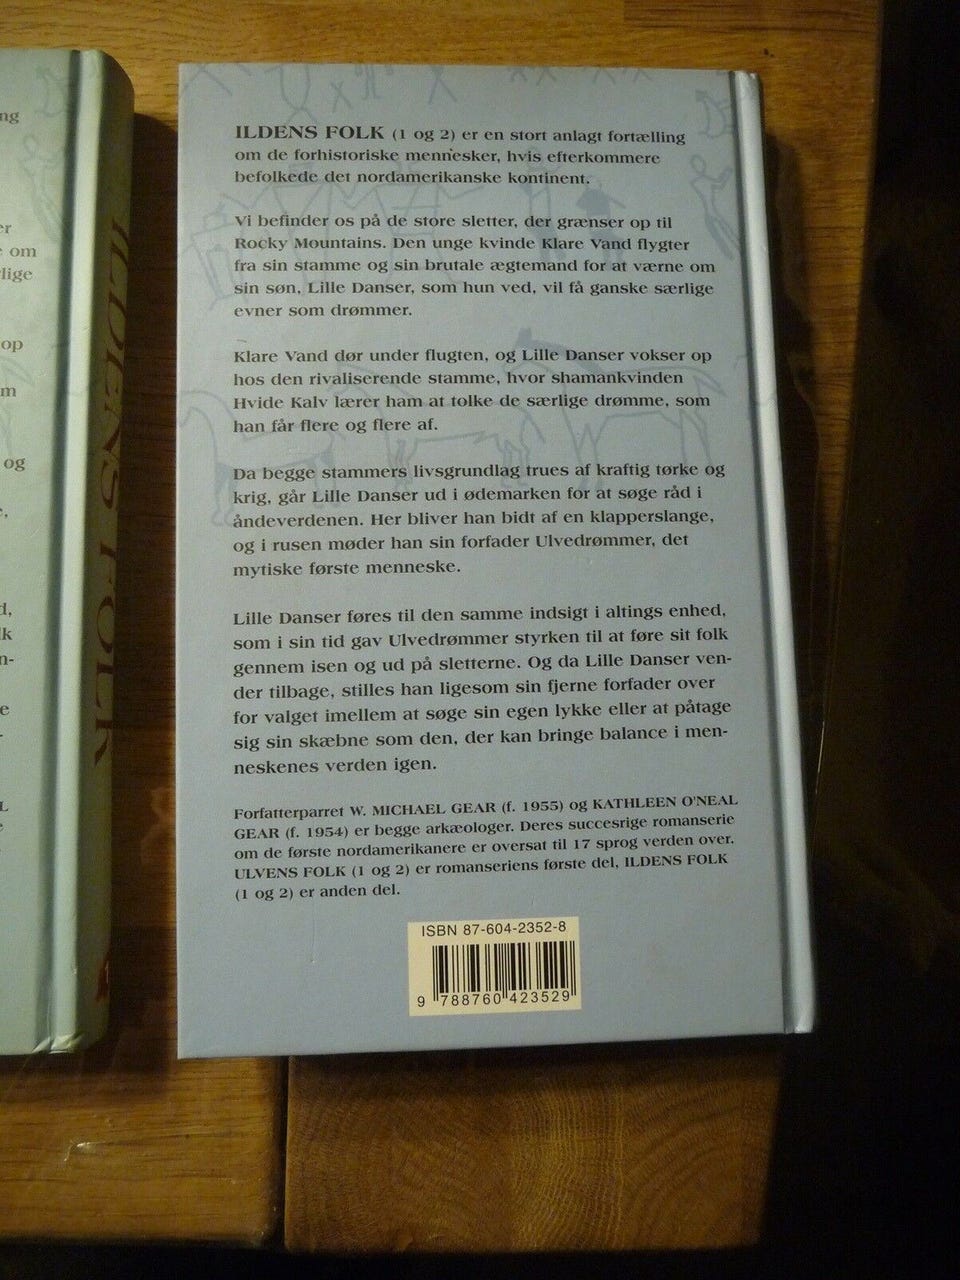 ILDENS FOLK (1 og 2) er en stort anlagt fortælling
om de forhistoriske mennesker, hvis efterkommere
befolkede det nordamerikanske kontinent.
Vi befinder os på de store sletter, der grænser op til
Rocky Mountains. Den unge kvinde Klare Vand flygter
fra sin stamme og sin brutale ægtemand for at værne om
sin søn, Lille Danser, som hun ved, vil få ganske særlige
evner som drømmer.
Klare Vand dør under flugten, og Lille Danser vokser op
hos den rivaliserende stamme, hvor shamankvinden
Hvide Kalv lærer ham at tolke de særlige drømme, som
han får flere og flere af.
Da begge stammers livsgrundlag trues af kraftig tørke og
krig, går Lille Danser ud i ødemarken for at søge råd i
åndeverdenen. Her bliver han bidt af en klapperslange,
og i rusen møder han sin forfader Ulvedrømmer, det
mytiske første menneske.
Lille Danser føres til den samme indsigt i altings enhed,
som i sin tid gav Ulvedrømmer styrken til at føre sit folk
gennem isen og ud på sletterne. Og da Lille Danser ven-
der tilbage, stilles han ligesom sin fjerne forfader over
for valget imellem at søge sin egen lykke eller at påtage
sig sin skæbne som den, der kan bringe balance i men-
neskenes verden igen.
Forfatterparret W. MICHAEL GEAR (f. 1955) og KATHLEEN O'NEAL
GEAR (f. 1954) er begge arkæologer. Deres succesrige romanserie
om de første nordamerikanere er oversat til 17 sprog verden over.
ULVENS FOLK (1 og 2) er romanseriens første del, ILDENS FOLK
(1 og 2) er anden del.
ISBN 87-604-2352-8
9 788760 423529
ILDENS FOLK
ng
er
e om
lige
op
m
og
d,
lk
n-
e
L